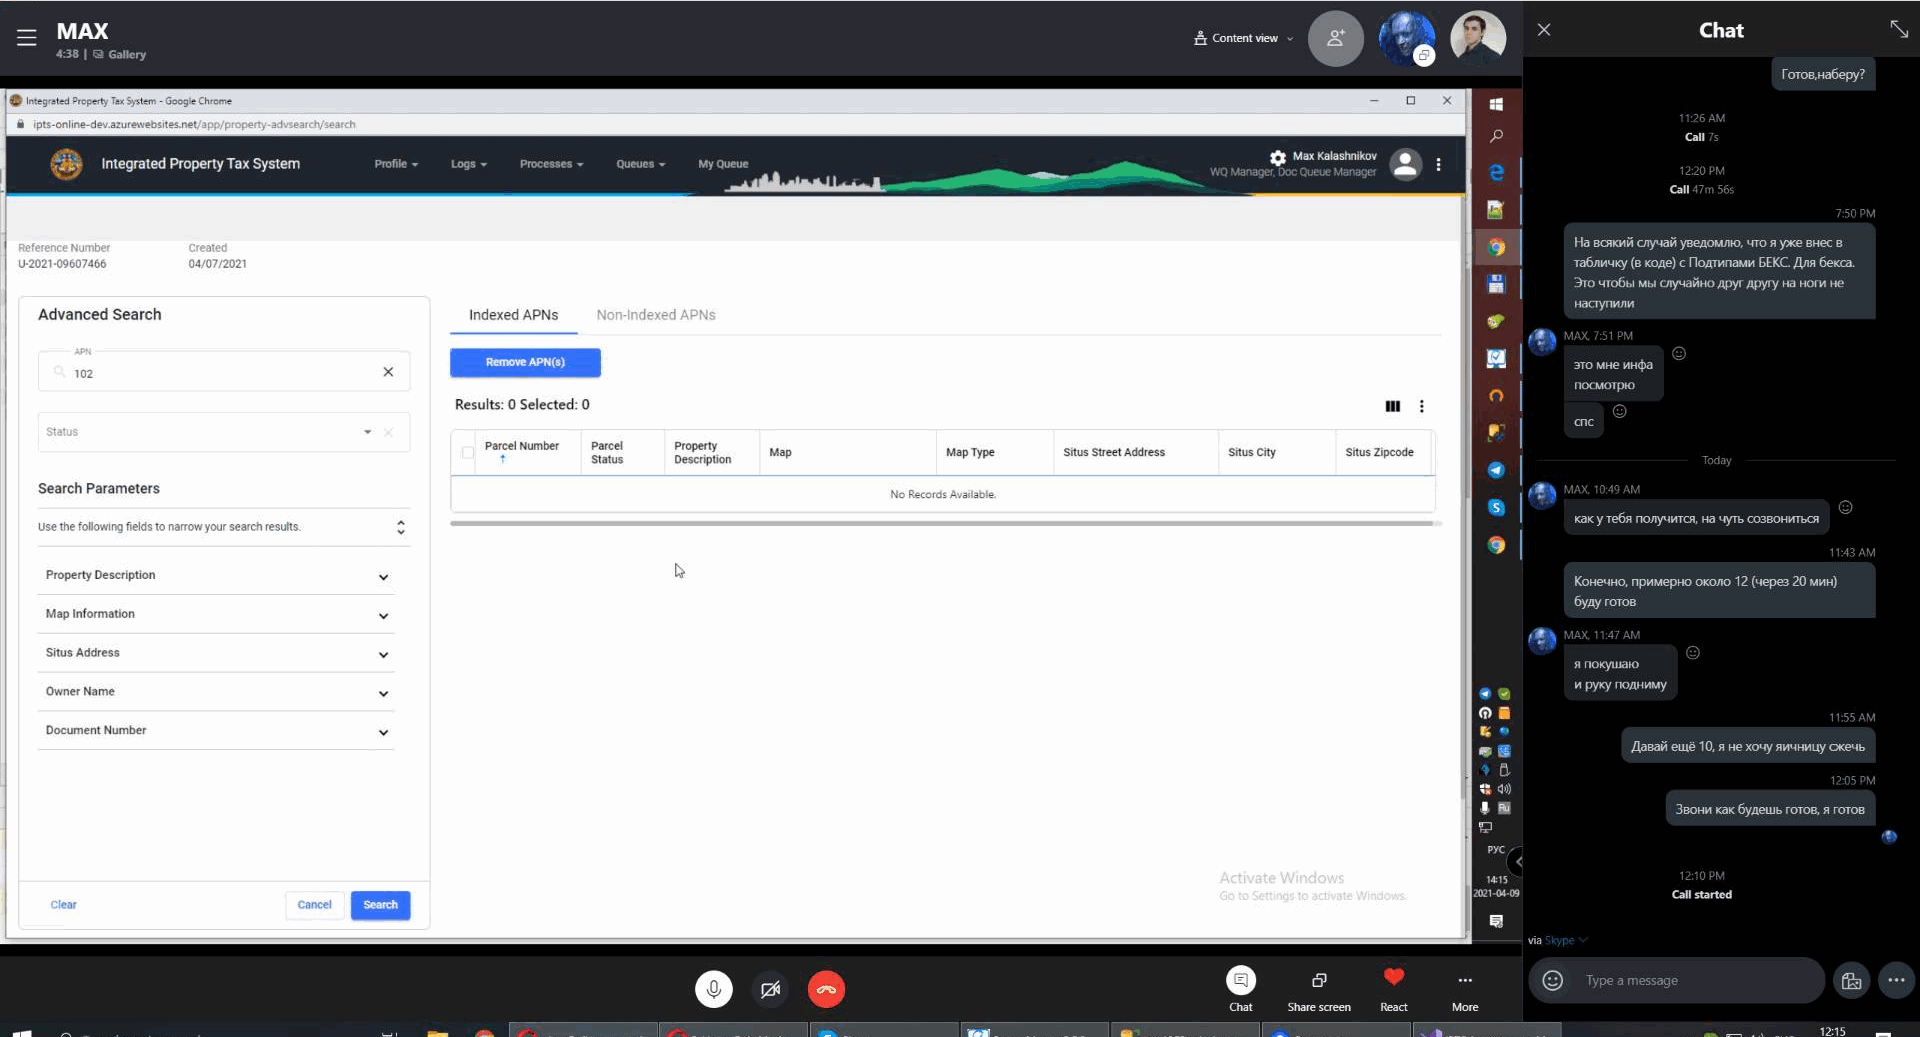 MAX
4:38 | Gallery
Content view
Integrated Property Tax System - Google Chrome
ipts-online-dev.azurewebsites.net/app/property-advsearch/search
Integrated Property Tax System
Profile
Logs
Processes
Queues
My Queue
Max Kalashnikov
WQ Manager, Doc Queue Manager
Reference Number
Created
U-2021-09607466
04/07/2021
Advanced Search
APN
102
Status
Search Parameters
Use the following fields to narrow your search results.
Property Description
Map Information
Situs Address
Owner Name
Document Number
Clear
Cancel
Search
Indexed APNs
Non-Indexed APNs
Remove APN(s)
Results: 0 Selected: 0
Parcel Number
Parcel Status
Property Description
Map
Map Type
Situs Street Address
Situs City
Situs Zipcode
No Records Available.
Activate Windows
Go to Settings to activate Windows.
Ru
РУС
14:15
2021-04-09
Chat
Share screen
React
More
Chat
Готов,наберу?
11:26 AM
Call 7s
12:20 PM
Call 47m 56s
7:50 PM
На всякий случай уведомлю, что я уже внес в
табличку (в коде) с Подтипами БЕКС. Для бекса.
Это чтобы мы случайно друг другу на ноги не
наступили
MAX, 7:51 PM
это мне инфа
посмотрю
спс
Today
MAX, 10:49 AM
как у тебя получится, на чуть созвониться
11:43 AM
Конечно, примерно около 12 (через 20 мин)
буду готов
MAX, 11:47 AM
я покушаю
и руку подниму
11:55 AM
Давай ещё 10, я не хочу яичницу сжечь
12:05 PM
Звони как будешь готов, я готов
12:10 PM
Call started
via Skype
Type a message
12:15